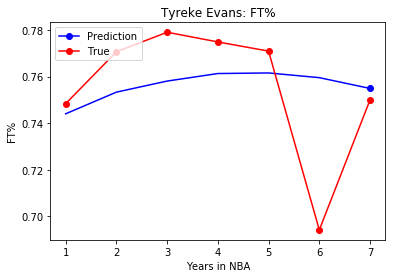 Tyreke Evans: FT%
Prediction
True
0.78
0.76
0.74
0.72
0.70
FT%
1 2 3 4 5 6 7
Years in NBA